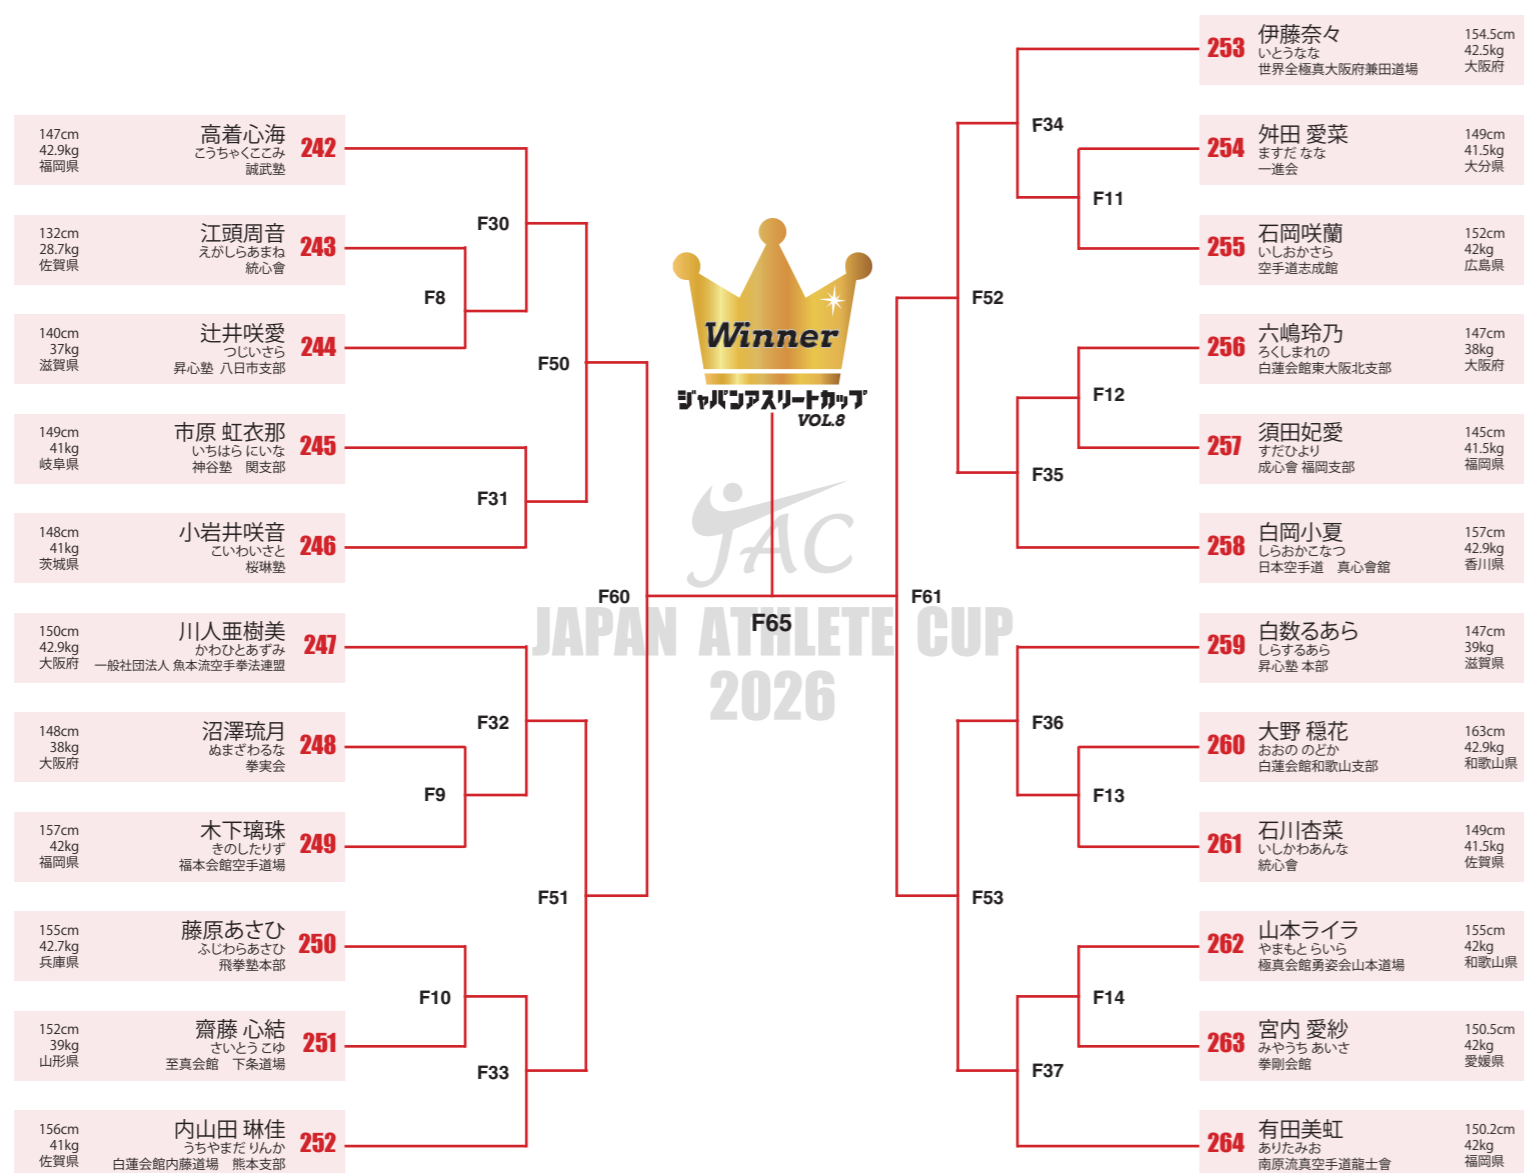 147cm
42.9kg
福岡県
高着心海
こうちゃくここみ
誠武塾
242
132cm
28.7kg
佐賀県
江頭周音
えがしらあまね
統心會
243
140cm
37kg
滋賀県
辻井咲愛
つじいさら
昇心塾 八日市支部
244
149cm
41kg
岐阜県
市原 虹衣那
いちはら にいな
神谷塾　関支部
245
148cm
41kg
茨城県
小岩井咲音
こいわいさと
桜琳塾
246
150cm
42.9kg
大阪府
川人亜樹美
かわひとあずみ
一般社団法人 魚本流空手拳法連盟
247
148cm
38kg
大阪府
沼澤琉月
ぬまざわるな
拳実会
248
157cm
42kg
福岡県
木下璃珠
きのしたりず
福本会館空手道場
249
155cm
42.7kg
兵庫県
藤原あさひ
ふじわらあさひ
飛拳塾本部
250
152cm
39kg
山形県
齋藤 心結
さいとう こゆ
至真会館　下条道場
251
156cm
41kg
佐賀県
内山田 琳佳
うちやまだ りんか
白蓮会館内藤道場　熊本支部
252
F30
F8
F50
F31
F60
F32
F9
F51
F10
F33
Winner
ジャパンアスリートカップ
VOL.8
JAC
F65
JAPAN ATHLETE CUP
2026
F34
F11
F52
F12
F35
F61
F36
F13
F53
F14
F37
253
伊藤奈々
いとうなな
世界全極真大阪府兼田道場
154.5cm
42.5kg
大阪府
254
舛田 愛菜
ますだ なな
一進会
149cm
41.5kg
大分県
255
石岡咲蘭
いしおかさら
空手道志成館
152cm
42kg
広島県
256
六嶋玲乃
ろくしまれの
白蓮会館東大阪北支部
147cm
38kg
大阪府
257
須田妃愛
すだひより
成心會 福岡支部
145cm
41.5kg
福岡県
258
白岡小夏
しらおかこなつ
日本空手道　真心會舘
157cm
42.9kg
香川県
259
白数るあら
しらするあら
昇心塾 本部
147cm
39kg
滋賀県
260
大野 穏花
おおの のどか
白蓮会館和歌山支部
163cm
42.9kg
和歌山県
261
石川杏菜
いしかわあんな
統心會
149cm
41.5kg
佐賀県
262
山本ライラ
やまもと らいら
極真会館勇姿会山本道場
155cm
42kg
和歌山県
263
宮内 愛紗
みやうち あいさ
拳剛会館
150.5cm
42kg
愛媛県
264
有田美虹
ありたみお
南原流真空手道龍士會
150.2cm
42kg
福岡県